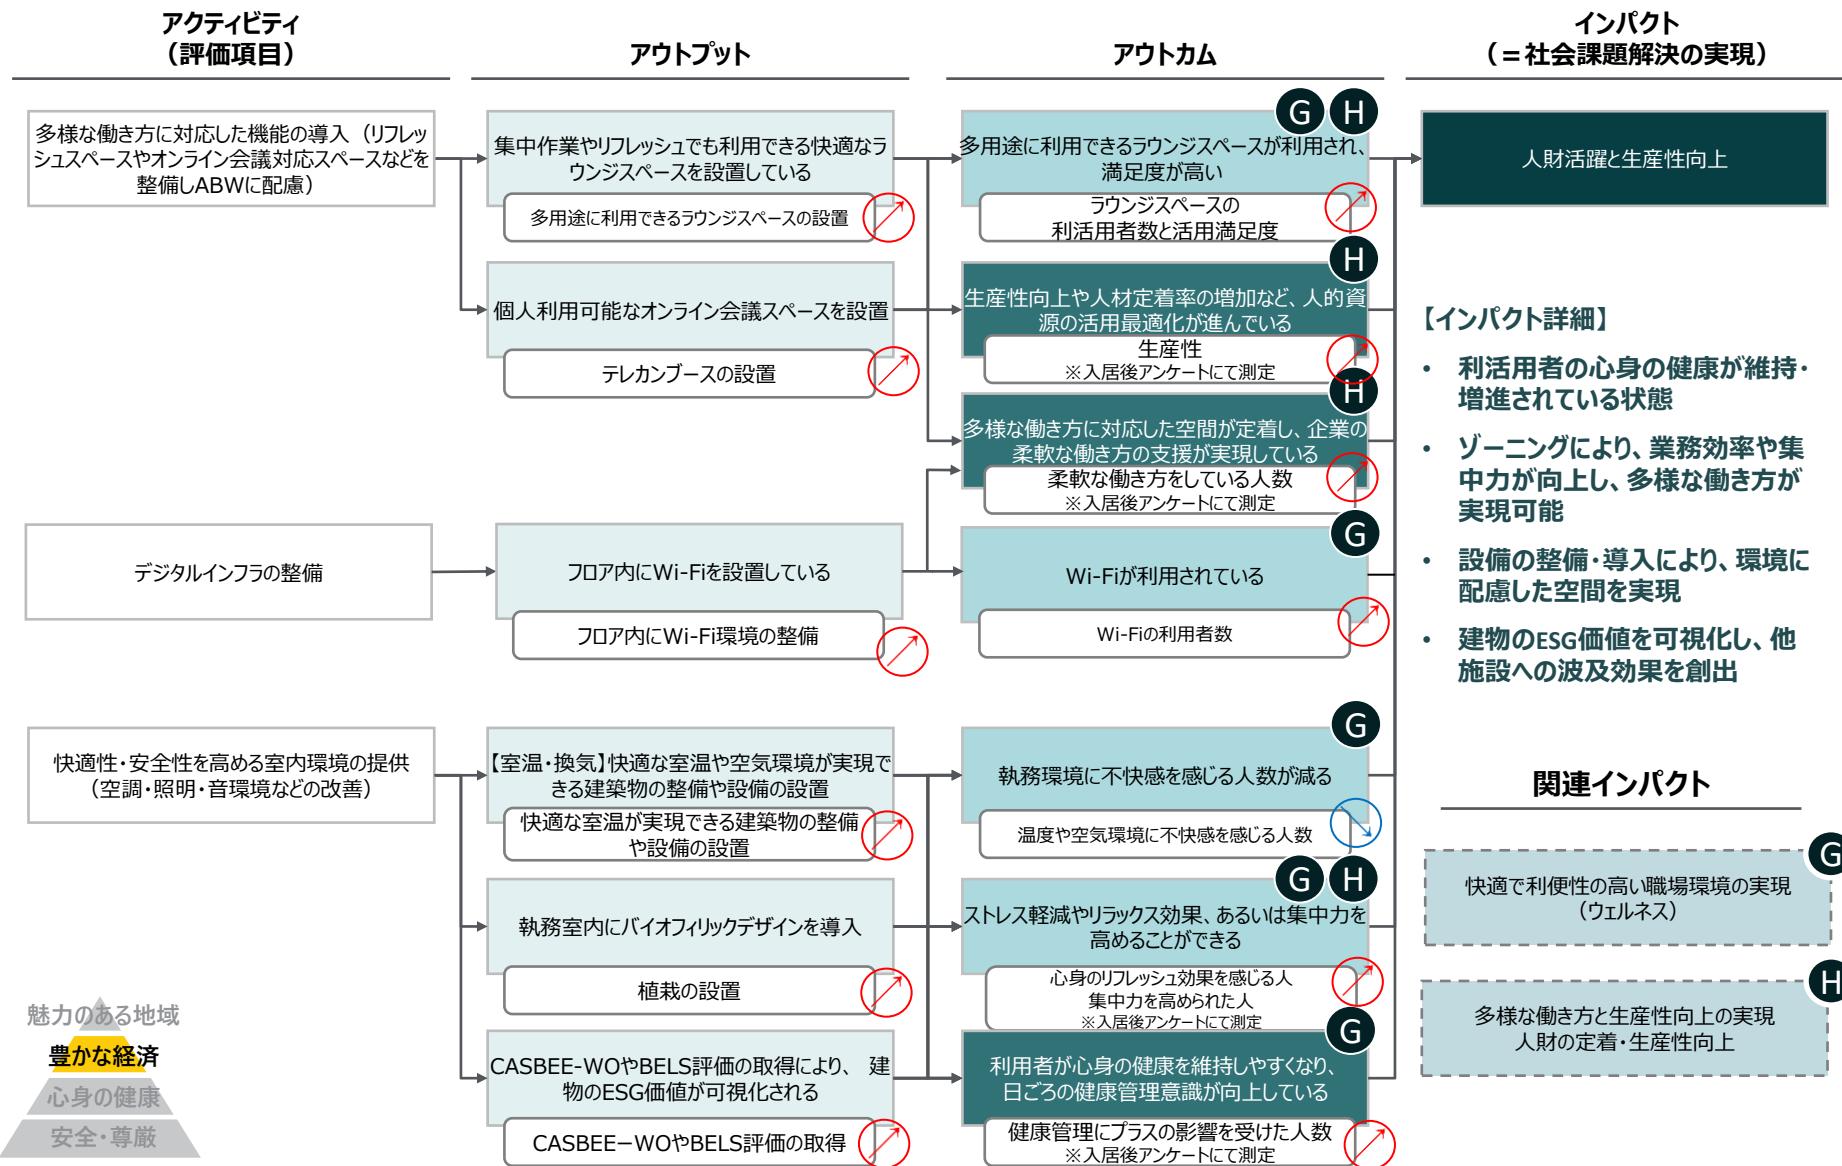 アクティビティ
（評価項目）
アウトプット
アウトカム
インパクト
（＝社会課題解決の実現）
多様な働き方に対応した機能の導入（リフレッ
シュスペースやオンライン会議対応スペースなどを
整備しABWに配慮）
集中作業やリフレッシュでも利用できる快適なラ
ウンジスペースを設置している
多用途に利用できるラウンジスペースの設置
G
H
多用途に利用できるラウンジスペースが利用され、
満足度が高い
ラウンジスペースの
利活用者数と活用満足度
人財活躍と生産性向上
個人利用可能なオンライン会議スペースを設置
テレカンブースの設置
H
生産性向上や人材定着率の増加など、人的資
源の活用最適化が進んでいる
生産性
※入居後アンケートにて測定
H
多様な働き方に対応した空間が定着し、企業の
柔軟な働き方の支援が実現している
柔軟な働き方をしている人数
※入居後アンケートにて測定
デジタルインフラの整備
フロア内にWi-Fiを設置している
フロア内にWi-Fi環境の整備
G
Wi-Fiが利用されている
Wi-Fiの利用者数
【インパクト詳細】
• 利活用者の心身の健康が維持・
増進されている状態
• ゾーニングにより、業務効率や集
中力が向上し、多様な働き方が
実現可能
• 設備の整備・導入により、環境に
配慮した空間を実現
• 建物のESG価値を可視化し、他
施設への波及効果を創出
快適性・安全性を高める室内環境の提供
（空調・照明・音環境などの改善）
【室温・換気】快適な室温や空気環境が実現で
きる建築物の整備や設備の設置
快適な室温が実現できる建築物の整備
や設備の設置
G
執務環境に不快感を感じる人数が減る
温度や空気環境に不快感を感じる人数
執務室内にバイオフィリックデザインを導入
植栽の設置
G
H
ストレス軽減やリラックス効果、あるいは集中力を
高めることができる
心身のリフレッシュ効果を感じる人
集中力を高められた人
※入居後アンケートにて測定
CASBEE-WOやBELS評価の取得により、 建
物のESG価値が可視化される
CASBEE－WOやBELS評価の取得
G
利用者が心身の健康を維持しやすくなり、
日ごろの健康管理意識が向上している
健康管理にプラスの影響を受けた人数
※入居後アンケートにて測定
関連インパクト
G
快適で利便性の高い職場環境の実現
（ウェルネス）
H
多様な働き方と生産性向上の実現
人財の定着・生産性向上
魅力のある地域
豊かな経済
心身の健康
安全・尊厳